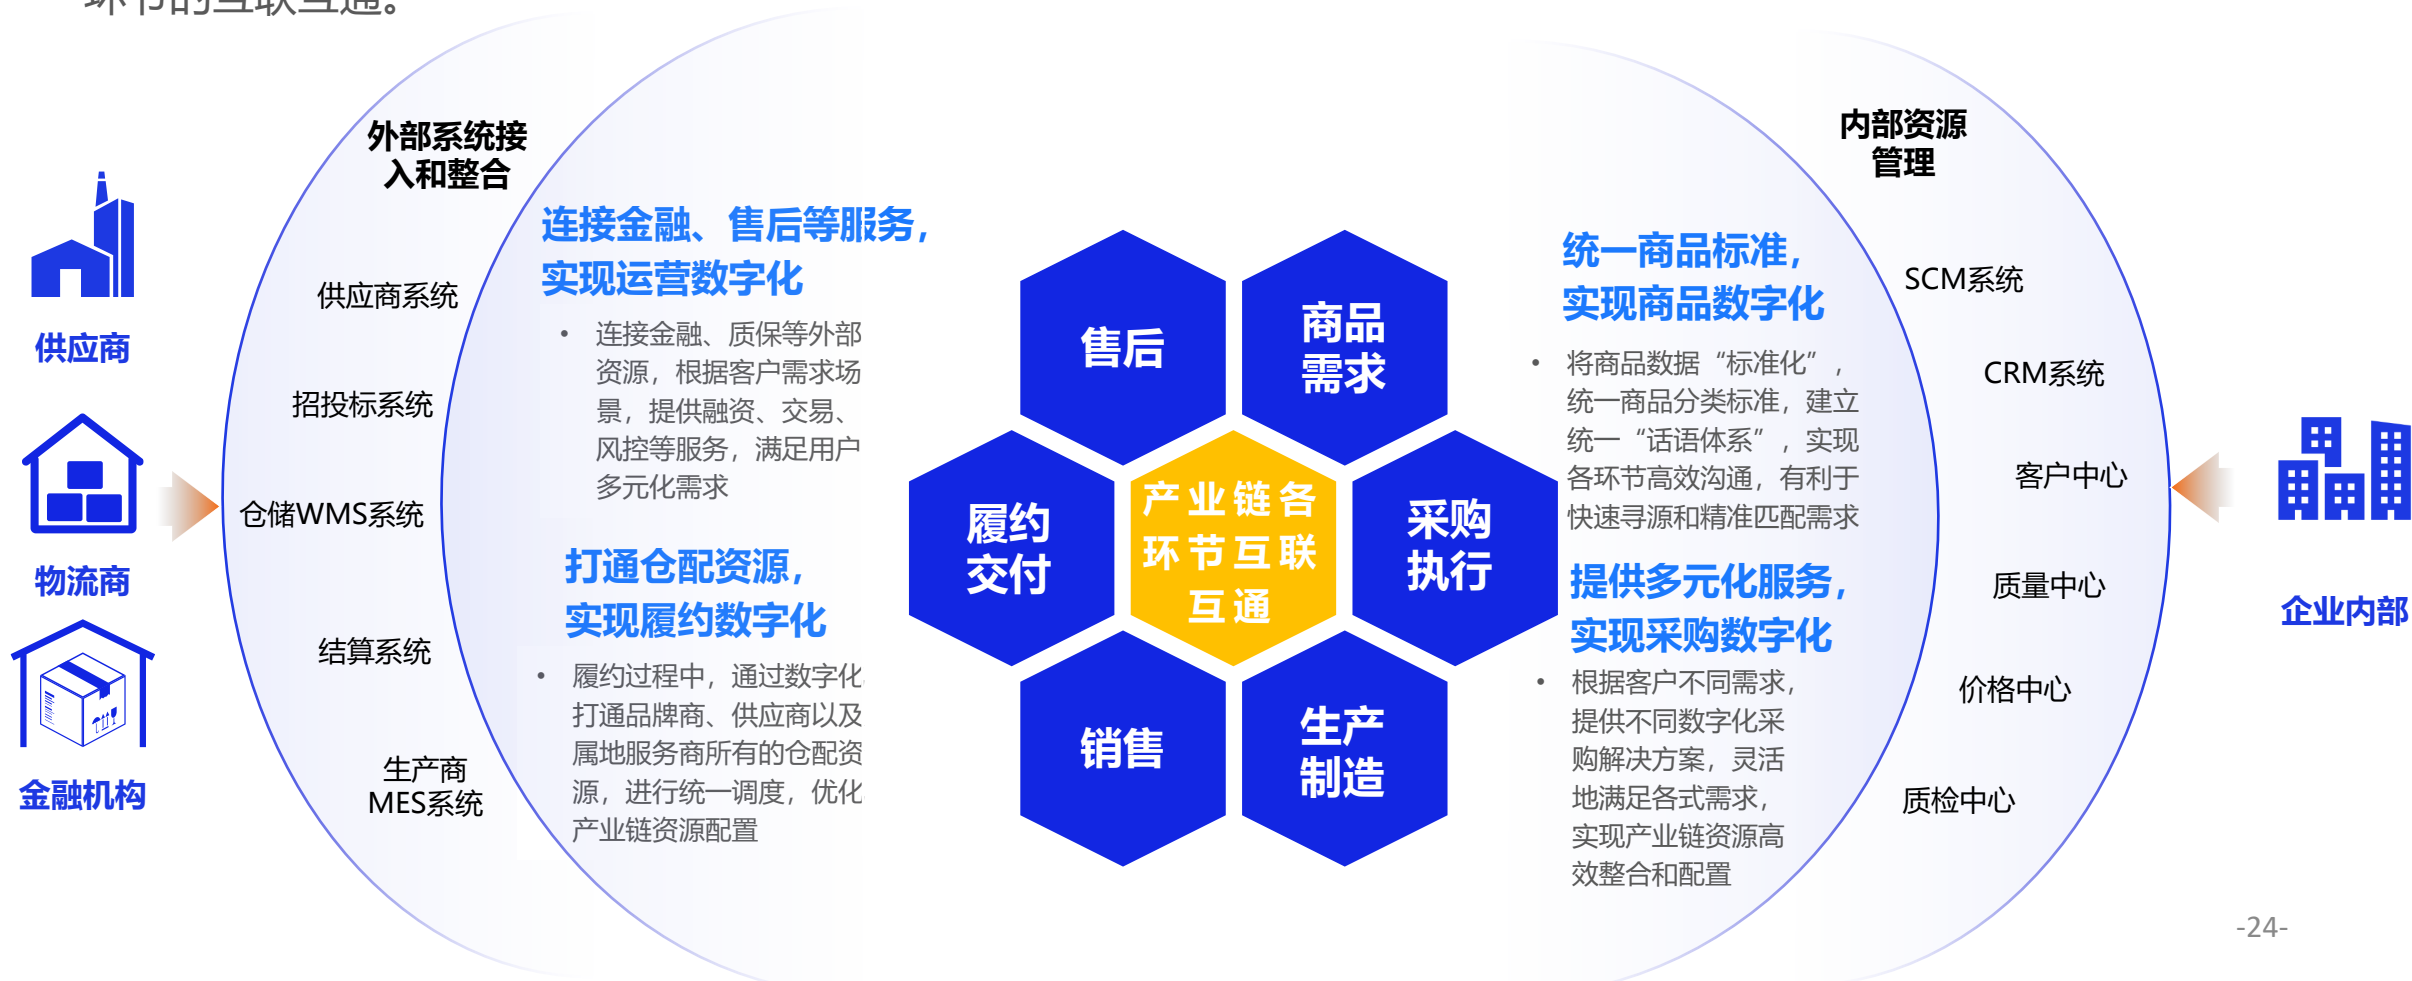 环节的互联互通。
外部系统接
入和整合
供应商
物流商
金融机构
供应商系统
招投标系统
仓储WMS系统
结算系统
生产商
MES系统
连接金融、售后等服务，
实现运营数字化
• 连接金融、质保等外部
资源，根据客户需求场
景，提供融资、交易、
风控等服务，满足用户
多元化需求
打通仓配资源，
实现履约数字化
• 履约过程中，通过数字化
打通品牌商、供应商以及
属地服务商所有的仓配资
源，进行统一调度，优化
产业链资源配置
售后
商品
需求
履约
交付
产业链各
环节互联
互通
采购
执行
销售
生产
制造
统一商品标准，
实现商品数字化
• 将商品数据“标准化”，
统一商品分类标准，建立
统一“话语体系”，实现
各环节高效沟通，有利于
快速寻源和精准匹配需求
提供多元化服务，
实现采购数字化
• 根据客户不同需求，
提供不同数字化采
购解决方案，灵活
地满足各式需求，
实现产业链资源高
效整合和配置
内部资源
管理
SCM系统
CRM系统
客户中心
质量中心
价格中心
质检中心
企业内部
-24-